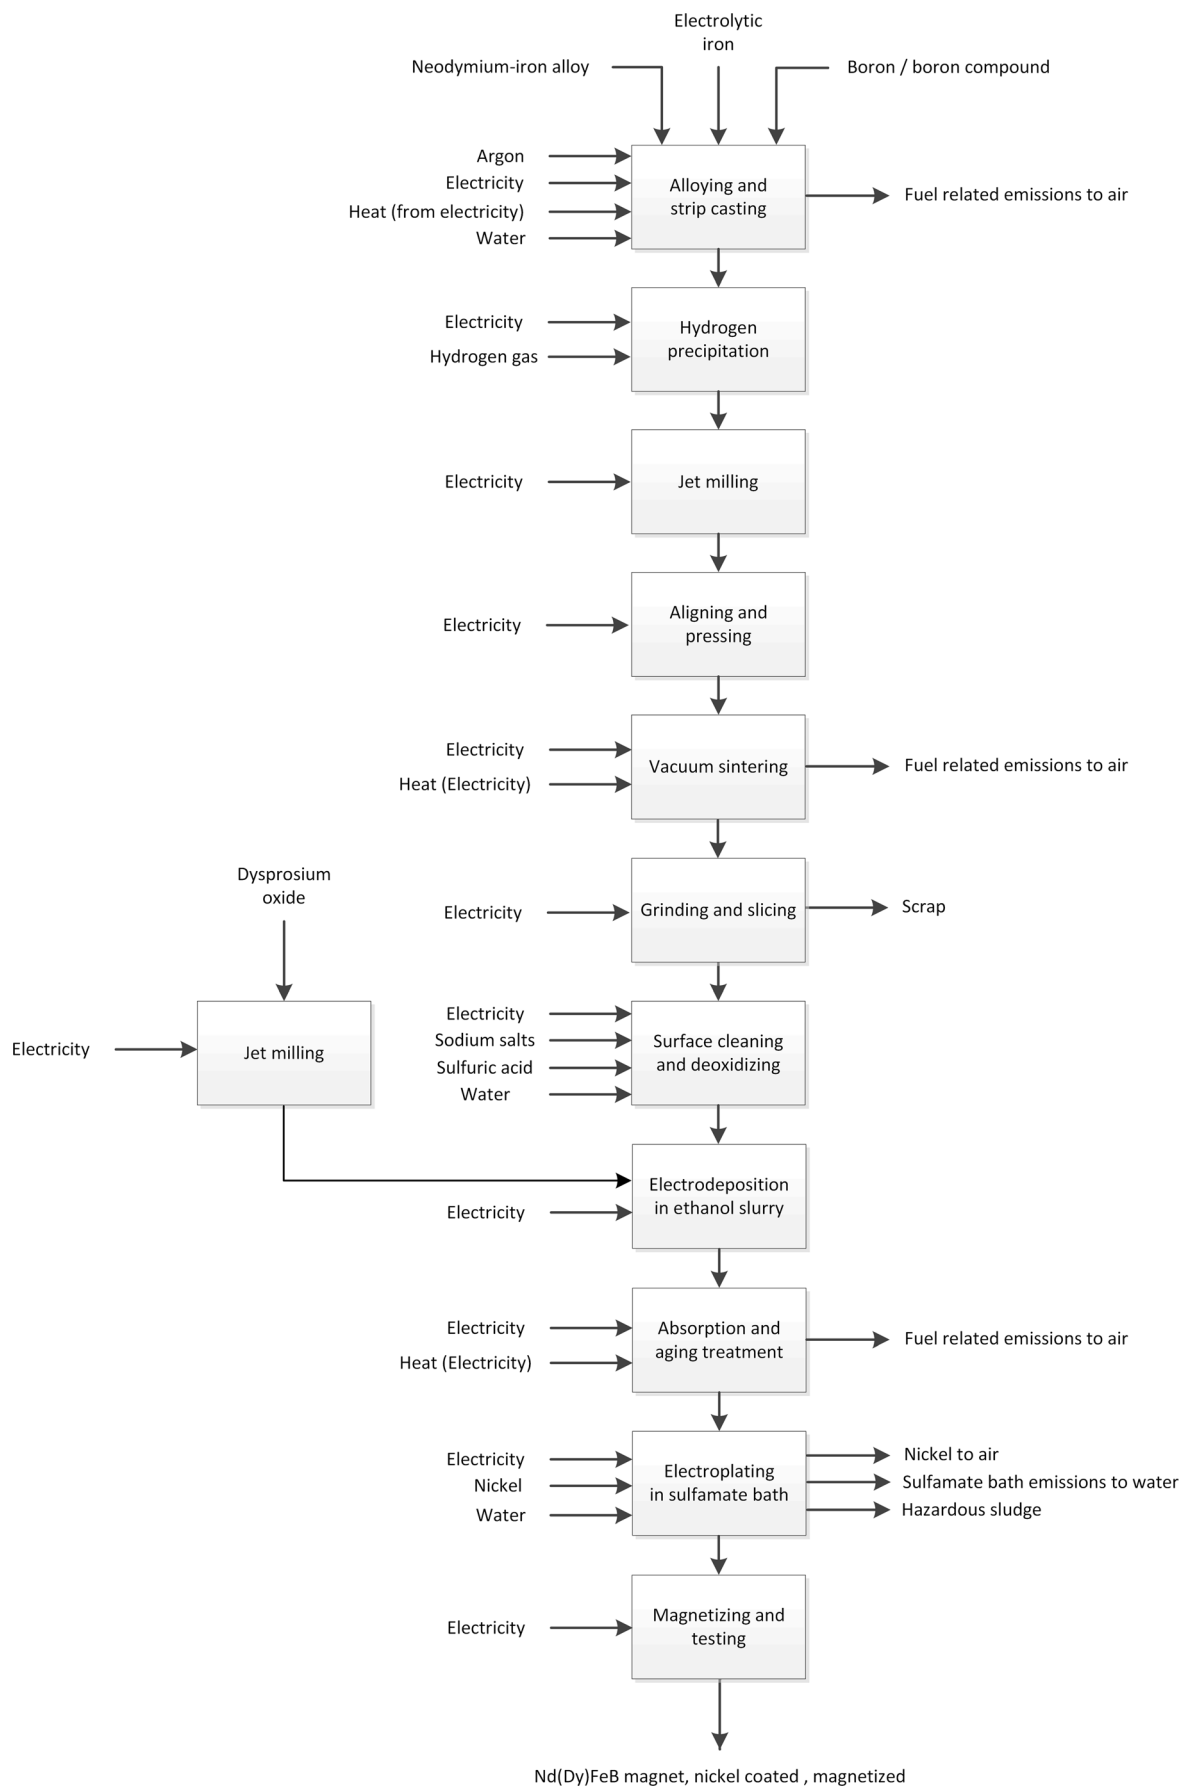 Electrolytic
iron
Neodymium-iron alloy
Boron / boron compound
Argon
Electricity
Heat (from electricity)
Water
Alloying and
strip casting
Fuel related emissions to air
Electricity
Hydrogen gas
Hydrogen
precipitation
Electricity
Jet milling
Electricity
Aligning and
pressing
Electricity
Heat (Electricity)
Vacuum sintering
Fuel related emissions to air
Electricity
Grinding and slicing
Scrap
Dysprosium
oxide
Electricity
Jet milling
Electricity
Sodium salts
Sulfuric acid
Water
Surface cleaning
and deoxidizing
Electricity
Electrodeposition
in ethanol slurry
Electricity
Heat (Electricity)
Absorption and
aging treatment
Fuel related emissions to air
Electricity
Nickel
Water
Electroplating
in sulfamate bath
Nickel to air
Sulfamate bath emissions to water
Hazardous sludge
Electricity
Magnetizing and
testing
Nd(Dy)FeB magnet, nickel coated , magnetized